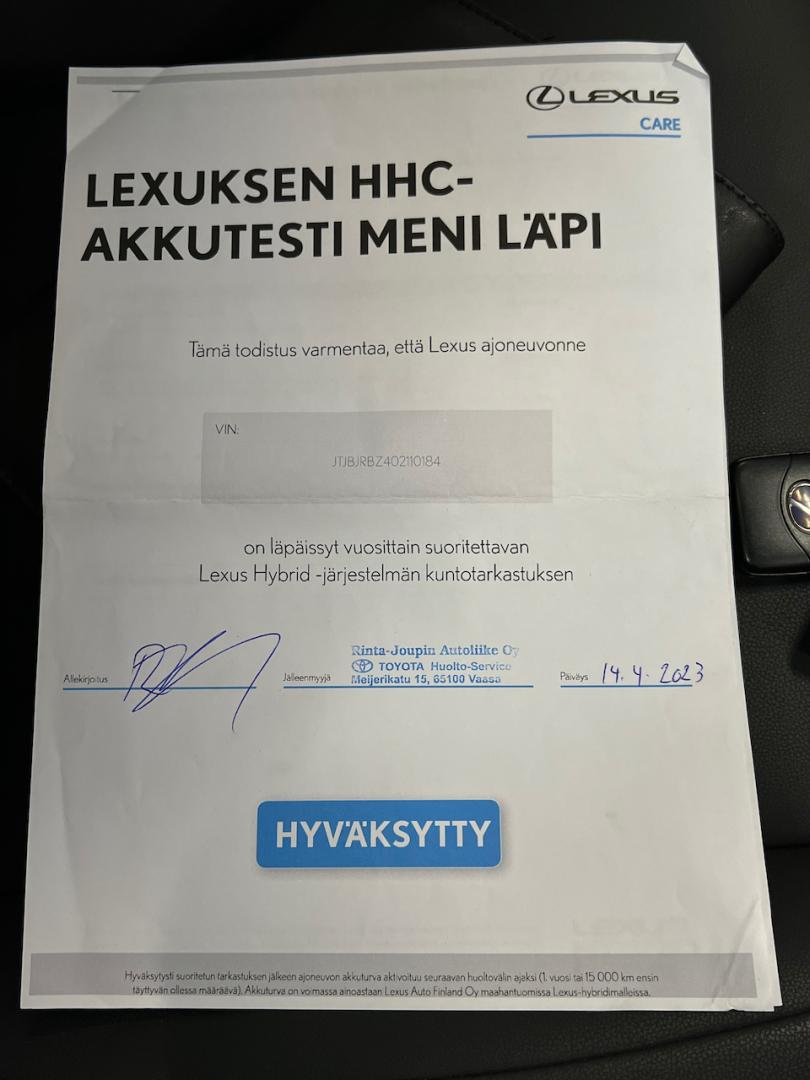 LEXUS
CARE
LEXUKSEN HHC-
AKKUTESTI MENI LÄPI
Tämä todistus varmentaa, että Lexus ajoneuvonne
VIN:
JTJBJRBZ402110184
on läpäissyt vuosittain suoritettavan
Lexus Hybrid -järjestelmän kuntotarkastuksen
Allekirjoitus
Jälleenmyyjä
Rinta-Joupin Autoliike Oy
TOYOTA Huolto-Service
Meijerikatu 15, 65100 Vaasa
Päiväys 14.4.2023
HYVÄKSYTTY
Hyväksytysti suoritetun tarkastuksen jälkeen ajoneuvon akkuturva aktivoituu seuraavan huoltovälin ajaksi (1. vuosi tai 15 000 km ensin
täyttyvän ollessa määräävä). Akkuturva on voimassa ainoastaan Lexus Auto Finland Oy maahantuomissa Lexus-hybridimalleissa.